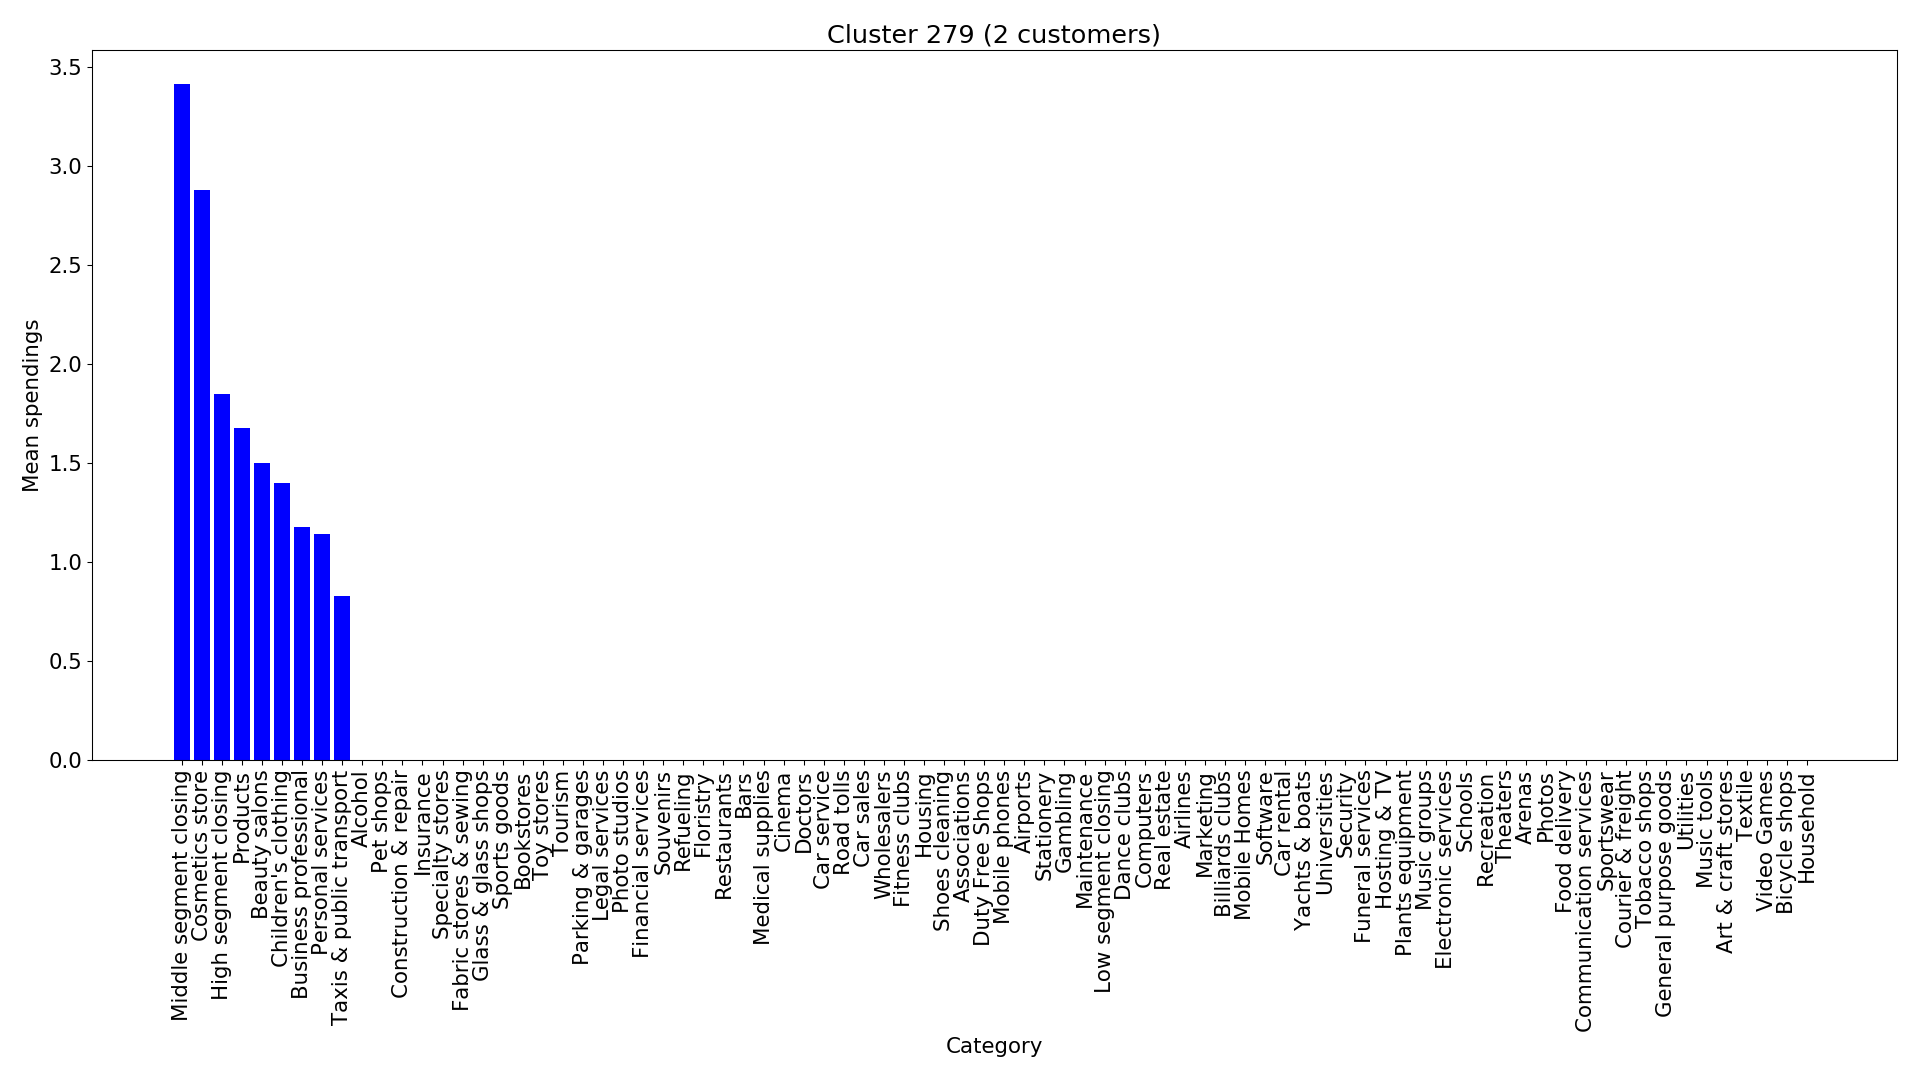 Cluster 279 (2 customers)
3.5
3.0
2.5
2.0
1.5
1.0
0.5
0.0
Mean spendings
Middle segment closing
Cosmetics store
High segment closing
Products
Beauty salons
Children's clothing
Business professional
Personal services
Taxis & public transport
Alcohol
Pet shops
Construction & repair
Insurance
Specialty stores
Fabric stores & sewing
Glass & glass shops
Sports goods
Bookstores
Toy stores
Tourism
Parking & garages
Legal services
Photo studios
Financial services
Souvenirs
Refuelling
Floristry
Restaurants
Bars
Medical supplies
Cinema
Doctors
Car service
Road tolls
Car sales
Wholesalers
Fitness clubs
Housing
Shoes cleaning
Associations
Duty Free Shops
Mobile phones
Airports
Stationery
Gambling
Maintenance
Low segment closing
Dance clubs
Computers
Real estate
Airlines
Marketing
Billiards clubs
Mobile Homes
Software
Car rental
Yachts & boats
Universities
Security
Funeral services
Hosting & TV
Plants equipment
Music groups
Electronic services
Schools
Recreation
Theaters
Arenas
Photos
Food delivery
Communication services
Sportswear
Courier & freight
Tobacco shops
General purpose goods
Utilities
Music tools
Art & craft stores
Textile
Video Games
Bicycle shops
Household
Category